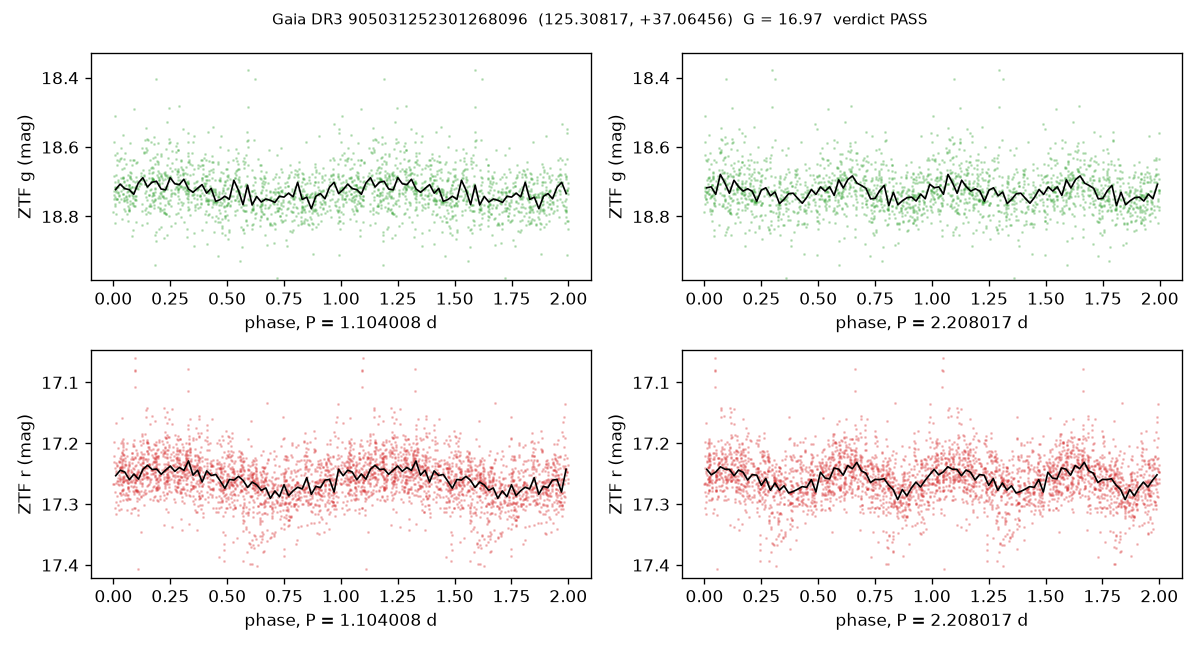 Gaia DR3 905031252301268096 (125.30817, +37.06456) G = 16.97 verdict PASS
ZTF g (mag)
18.4
18.6
18.8
0.00 0.25 0.50 0.75 1.00 1.25 1.50 1.75 2.00
phase, P = 1.104008 d
ZTF g (mag)
18.4
18.6
18.8
0.00 0.25 0.50 0.75 1.00 1.25 1.50 1.75 2.00
phase, P = 2.208017 d
ZTF r (mag)
17.1
17.2
17.3
17.4
0.00 0.25 0.50 0.75 1.00 1.25 1.50 1.75 2.00
phase, P = 1.104008 d
ZTF r (mag)
17.1
17.2
17.3
17.4
0.00 0.25 0.50 0.75 1.00 1.25 1.50 1.75 2.00
phase, P = 2.208017 d